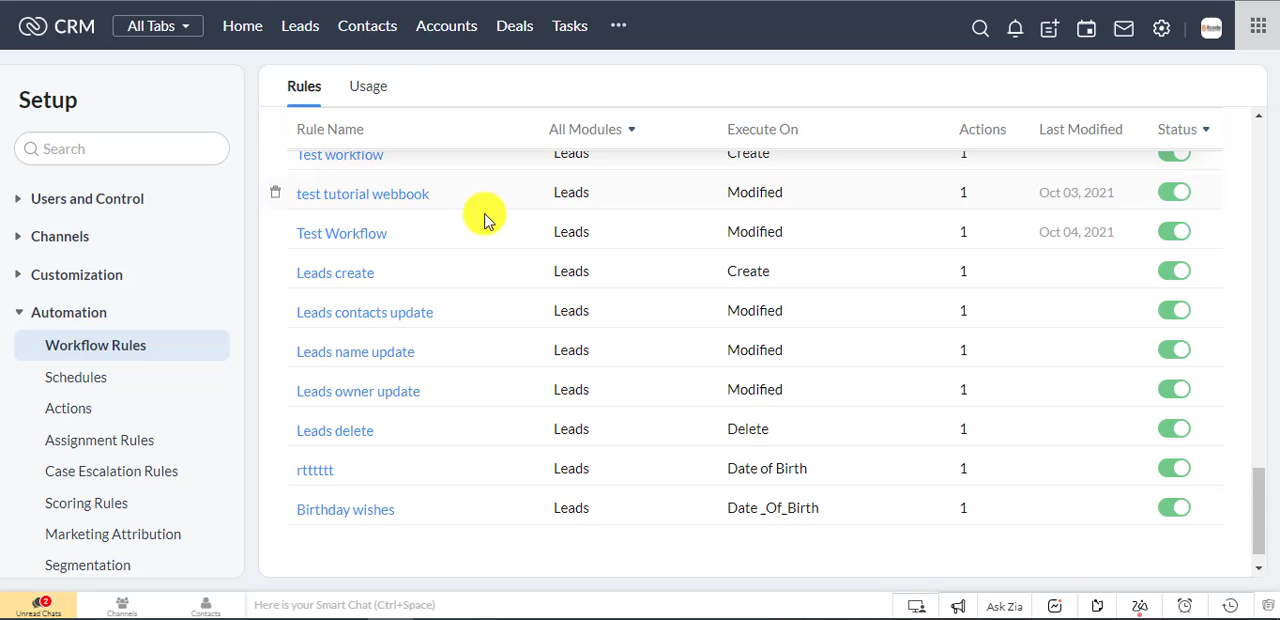 CRM All Tabs Home Leads Contacts Accounts Deals Tasks
Setup
Search
Users and Control
Channels
Customization
Automation
Workflow Rules
Schedules
Actions
Assignment Rules
Case Escalation Rules
Scoring Rules
Marketing Attribution
Segmentation
Rules Usage
Rule Name All Modules Execute On Actions Last Modified Status
Test workflow Leads Create 1
test tutorial webbook Leads Modified 1 Oct 03, 2021
Test Workflow Leads Modified 1 Oct 04, 2021
Leads create Leads Create 1
Leads contacts update Leads Modified 1
Leads name update Leads Modified 1
Leads owner update Leads Modified 1
Leads delete Leads Delete 1
rtttttt Leads Date of Birth 1
Birthday wishes Leads Date _Of_Birth 1
2
Unread Chats Channels Contacts Here is your Smart Chat (Ctrl+Space) Ask Zia